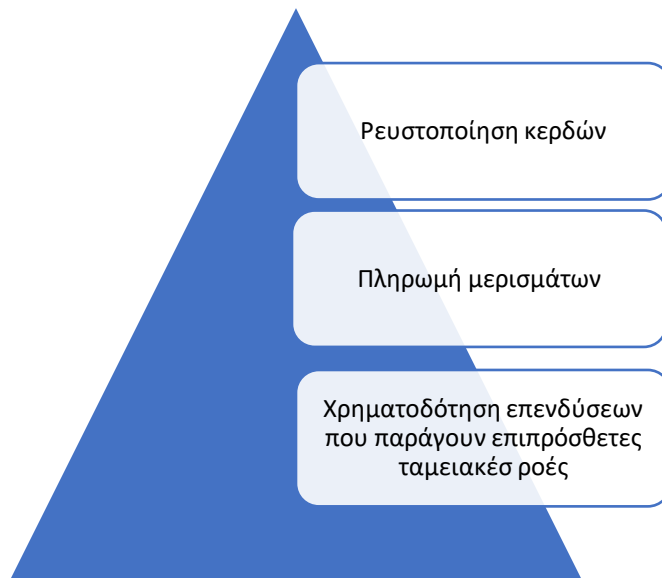 Ρευστοποίηση κερδών
Πληρωμή μερισμάτων
Χρηματοδότηση επενδύσεων
που παράγουν επιπρόσθετες
ταμειακές ροές